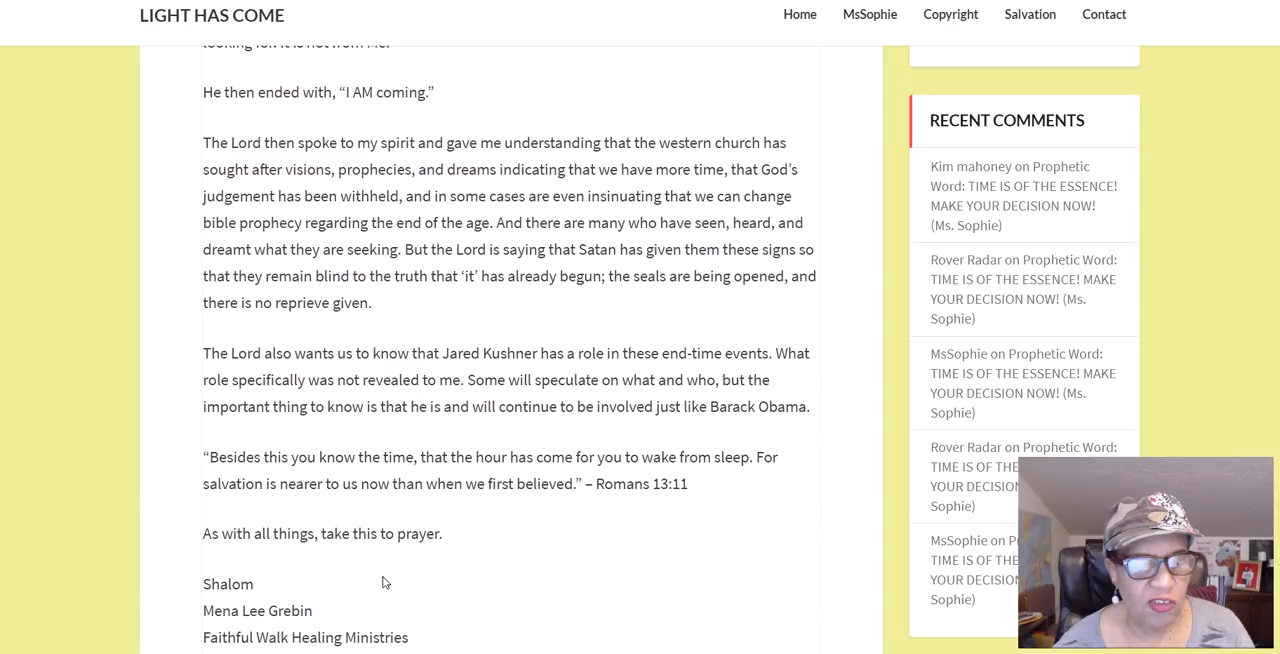 LIGHT HAS COME
Home
MsSophie
Copyright
Salvation
Contact
looking for. It is not from Me."
He then ended with, “I AM coming.”
The Lord then spoke to my spirit and gave me understanding that the western church has
sought after visions, prophecies, and dreams indicating that we have more time, that God’s
judgement has been withheld, and in some cases are even insinuating that we can change
bible prophecy regarding the end of the age. And there are many who have seen, heard, and
dreamt what they are seeking. But the Lord is saying that Satan has given them these signs so
that they remain blind to the truth that ‘it’ has already begun; the seals are being opened, and
there is no reprieve given.
The Lord also wants us to know that Jared Kushner has a role in these end-time events. What
role specifically was not revealed to me. Some will speculate on what and who, but the
important thing to know is that he is and will continue to be involved just like Barack Obama.
“Besides this you know the time, that the hour has come for you to wake from sleep. For
salvation is nearer to us now than when we first believed.” – Romans 13:11
As with all things, take this to prayer.
Shalom
Mena Lee Grebin
Faithful Walk Healing Ministries
RECENT COMMENTS
Kim mahoney on Prophetic
Word: TIME IS OF THE ESSENCE!
MAKE YOUR DECISION NOW!
(Ms. Sophie)
Rover Radar on Prophetic Word:
TIME IS OF THE ESSENCE! MAKE
YOUR DECISION NOW! (Ms.
Sophie)
MsSophie on Prophetic Word:
TIME IS OF THE ESSENCE! MAKE
YOUR DECISION NOW! (Ms.
Sophie)
Rover Radar on Prophetic Word:
TIME IS OF THE
YOUR DECISION
Sophie)
MsSophie on
TIME IS OF THE
YOUR DECISION
Sophie)